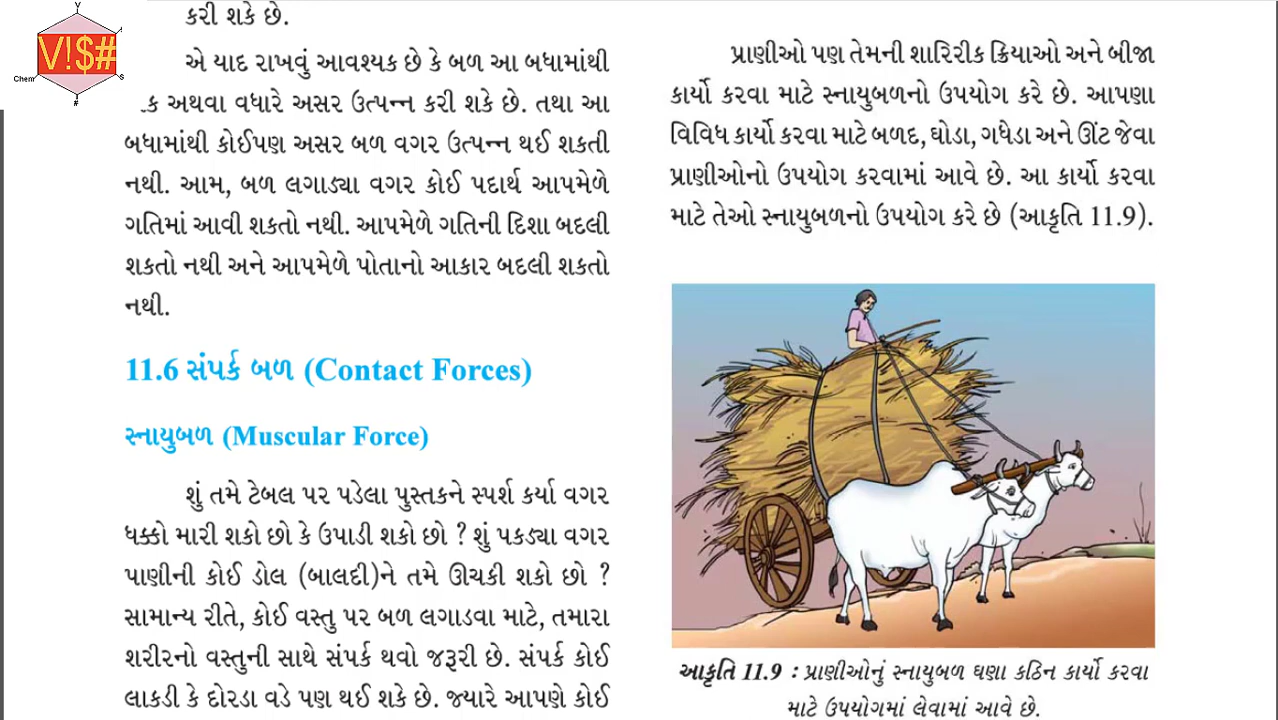 Y
V!$#
Chem
S
#
કરી શકે છે.
એ યાદ રાખવું આવશ્યક છે કે બળ આ બધામાંથી
ક અથવા વધારે અસર ઉત્પન્ન કરી શકે છે. તથા આ
બધામાંથી કોઈપણ અસર બળ વગર ઉત્પન્ન થઈ શકતી
નથી. આમ, બળ લગાડ્યા વગર કોઈ પદાર્થ આપમેળે
ગતિમાં આવી શકતો નથી. આપમેળે ગતિની દિશા બદલી
શકતો નથી અને આપમેળે પોતાનો આકાર બદલી શકતો
નથી.
11.6 સંપર્ક બળ (Contact Forces)
સ્નાયુબળ (Muscular Force)
શું તમે ટેબલ પર પડેલા પુસ્તકને સ્પર્શ કર્યા વગર
ધક્કો મારી શકો છો કે ઉપાડી શકો છો ? શું પકડ્યા વગર
પાણીની કોઈ ડોલ (બાલદી)ને તમે ઊચકી શકો છો ?
સામાન્ય રીતે, કોઈ વસ્તુ પર બળ લગાડવા માટે, તમારા
શરીરનો વસ્તુની સાથે સંપર્ક થવો જરૂરી છે. સંપર્ક કોઈ
લાકડી કે દોરડા વડે પણ થઈ શકે છે. જ્યારે આપણે કોઈ
પ્રાણીઓ પણ તેમની શારિરીક ક્રિયાઓ અને બીજા
કાર્યો કરવા માટે સ્નાયુબળનો ઉપયોગ કરે છે. આપણા
વિવિધ કાર્યો કરવા માટે બળદ, ઘોડા, ગધેડા અને ઊંટ જેવા
પ્રાણીઓનો ઉપયોગ કરવામાં આવે છે. આ કાર્યો કરવા
માટે તેઓ સ્નાયુબળનો ઉપયોગ કરે છે (આકૃતિ 11.9).
આકૃતિ 11.9 : પ્રાણીઓનું સ્નાયુબળ ઘણા કઠિન કાર્યો કરવા
માટે ઉપયોગમાં લેવામાં આવે છે.